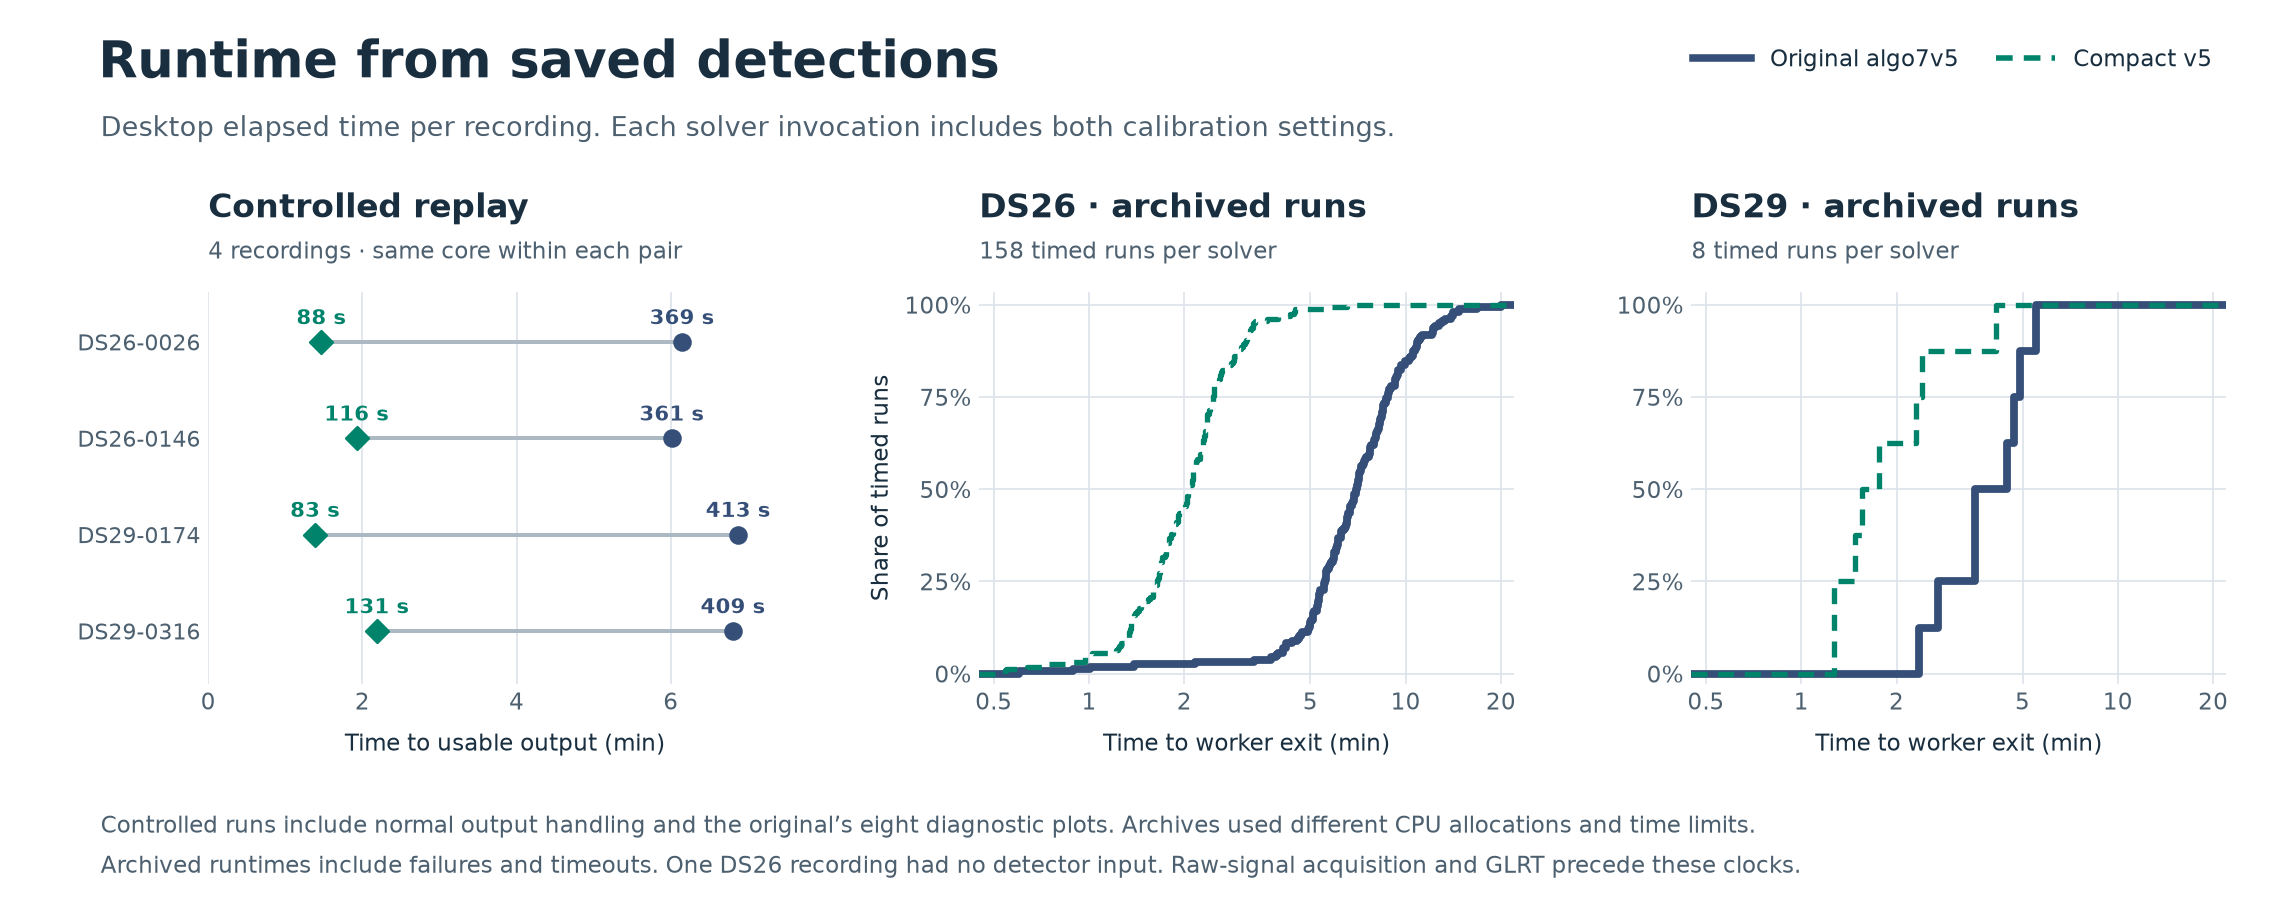 Runtime from saved detections
Original algo7v5
Compact v5
Desktop elapsed time per recording. Each solver invocation includes both calibration settings.
Controlled replay
4 recordings · same core within each pair
88 s
369 s
DS26-0026
116 s
361 s
DS26-0146
83 s
413 s
DS29-0174
131 s
409 s
DS29-0316
0 2 4 6
Time to usable output (min)
DS26 · archived runs
158 timed runs per solver
Share of timed runs
100%
75%
50%
25%
0%
0.5 1 2 5 10 20
Time to worker exit (min)
DS29 · archived runs
8 timed runs per solver
100%
75%
50%
25%
0%
0.5 1 2 5 10 20
Time to worker exit (min)
Controlled runs include normal output handling and the original’s eight diagnostic plots. Archives used different CPU allocations and time limits.
Archived runtimes include failures and timeouts. One DS26 recording had no detector input. Raw-signal acquisition and GLRT precede these clocks.